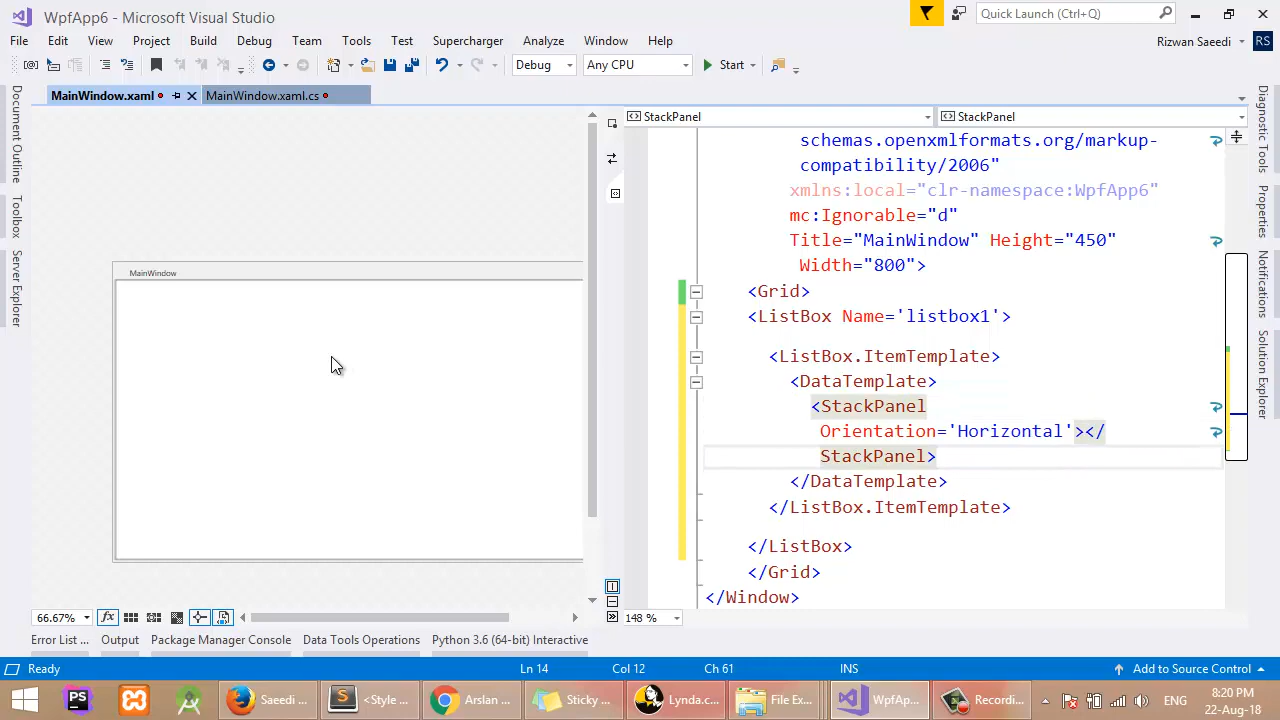 WpfApp6 - Microsoft Visual Studio
Quick Launch (Ctrl+Q)
File Edit View Project Build Debug Team Tools Test Supercharger Analyze Window Help
Rizwan Saeedi RS
Debug Any CPU Start
MainWindow.xaml MainWindow.xaml.cs
Document Outline
Toolbox
Server Explorer
MainWindow
StackPanel StackPanel
schemas.openxmlformats.org/markup-
compatibility/2006"
xmlns:local="clr-namespace:WpfApp6"
mc:Ignorable="d"
Title="MainWindow" Height="450"
Width="800">
<Grid>
<ListBox Name='listbox1'>
<ListBox.ItemTemplate>
<DataTemplate>
<StackPanel
Orientation='Horizontal'></
StackPanel>
</DataTemplate>
</ListBox.ItemTemplate>
</ListBox>
</Grid>
</Window>
Diagnostic Tools
Properties
Notifications
Solution Explorer
66.67% fx
148 %
Error List ... Output Package Manager Console Data Tools Operations Python 3.6 (64-bit) Interactive
Ready Ln 14 Col 12 Ch 61 INS Add to Source Control
Ps Saeedi ... S <Style ... Arslan ... Sticky ... Lynda.c... File Ex... WpfAp... Recordi...
ENG
8:20 PM
22-Aug-18